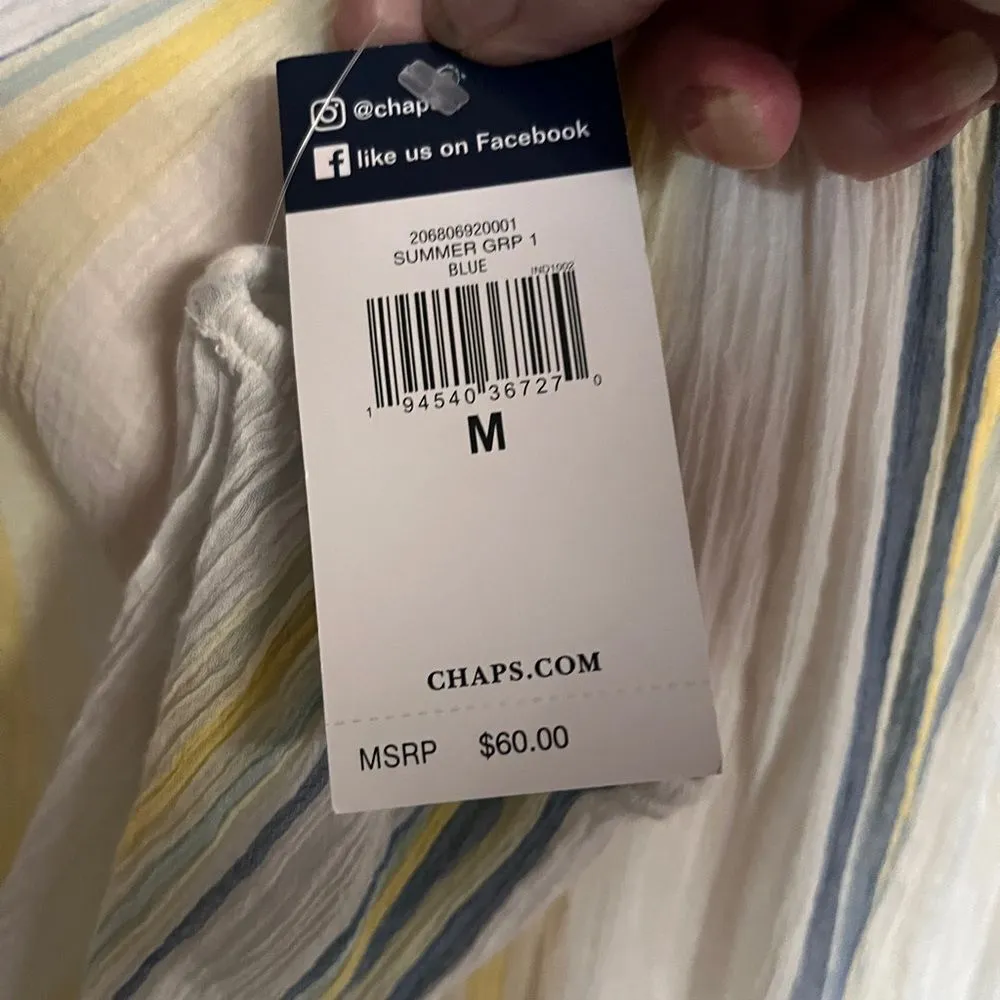 @chap
like us on Facebook
206806920001
SUMMER GRP 1
BLUE
IND1002
1 94540 36727 0
M
CHAPS.COM
MSRP $60.00